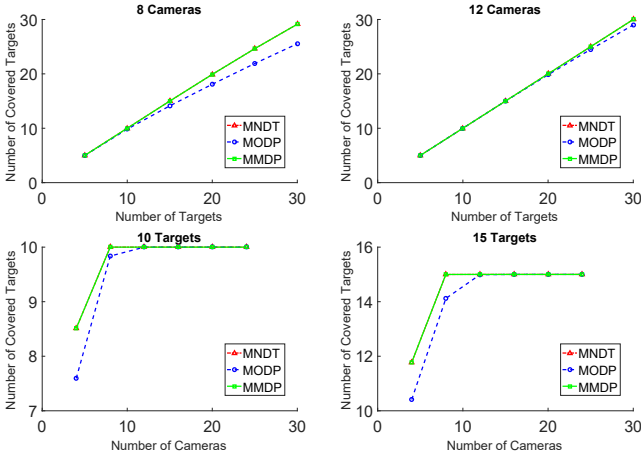 8 Cameras
Number of Covered Targets
30
20
10
0
0
10
20
30
Number of Targets
MNDT
MODP
MMDP
12 Cameras
Number of Covered Targets
30
20
10
0
0
10
20
30
Number of Targets
MNDT
MODP
MMDP
10 Targets
Number of Covered Targets
10
9
8
7
0
10
20
30
Number of Cameras
MNDT
MODP
MMDP
15 Targets
Number of Covered Targets
16
14
12
10
0
10
20
30
Number of Cameras
MNDT
MODP
MMDP